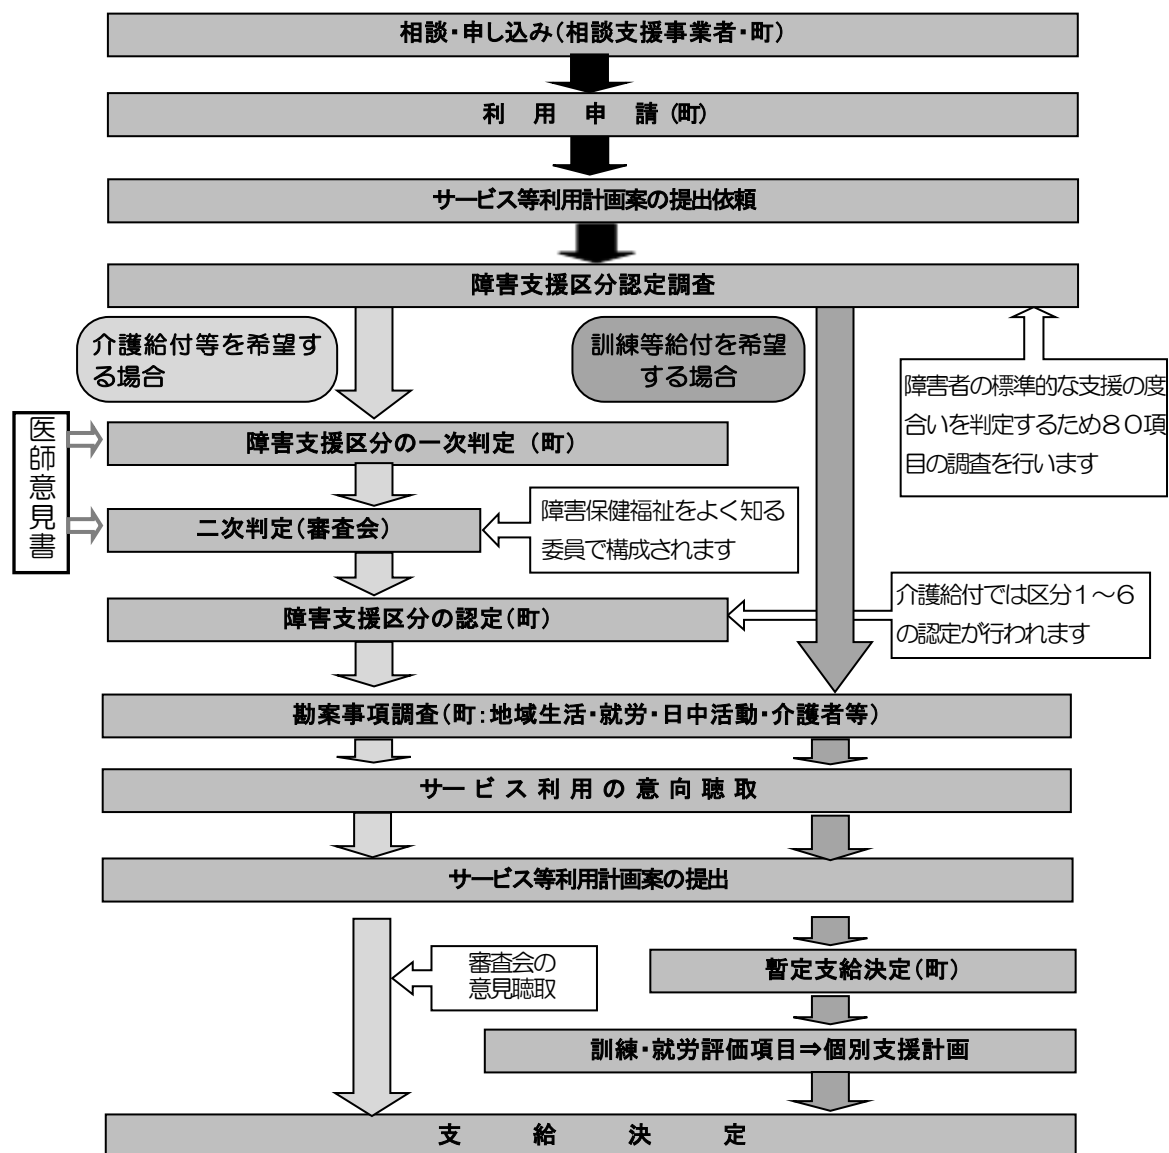 相談・申し込み（相談支援事業者・町）
利　用　申　請（町）
サービス等利用計画案の提出依頼
障害支援区分認定調査
介護給付等を希望す
る場合
訓練等給付を希望
する場合
障害者の標準的な支援の度
合いを判定するため８０項
目の調査を行います
医師意見書
障害支援区分の一次判定（町）
二次判定（審査会）
障害保健福祉をよく知る
委員で構成されます
障害支援区分の認定（町）
介護給付では区分１～６
の認定が行われます
勘案事項調査（町：地域生活・就労・日中活動・介護者等）
サービス利用の意向聴取
サービス等利用計画案の提出
審査会の
意見聴取
暫定支給決定（町）
訓練・就労評価項目⇒個別支援計画
支　給　決　定